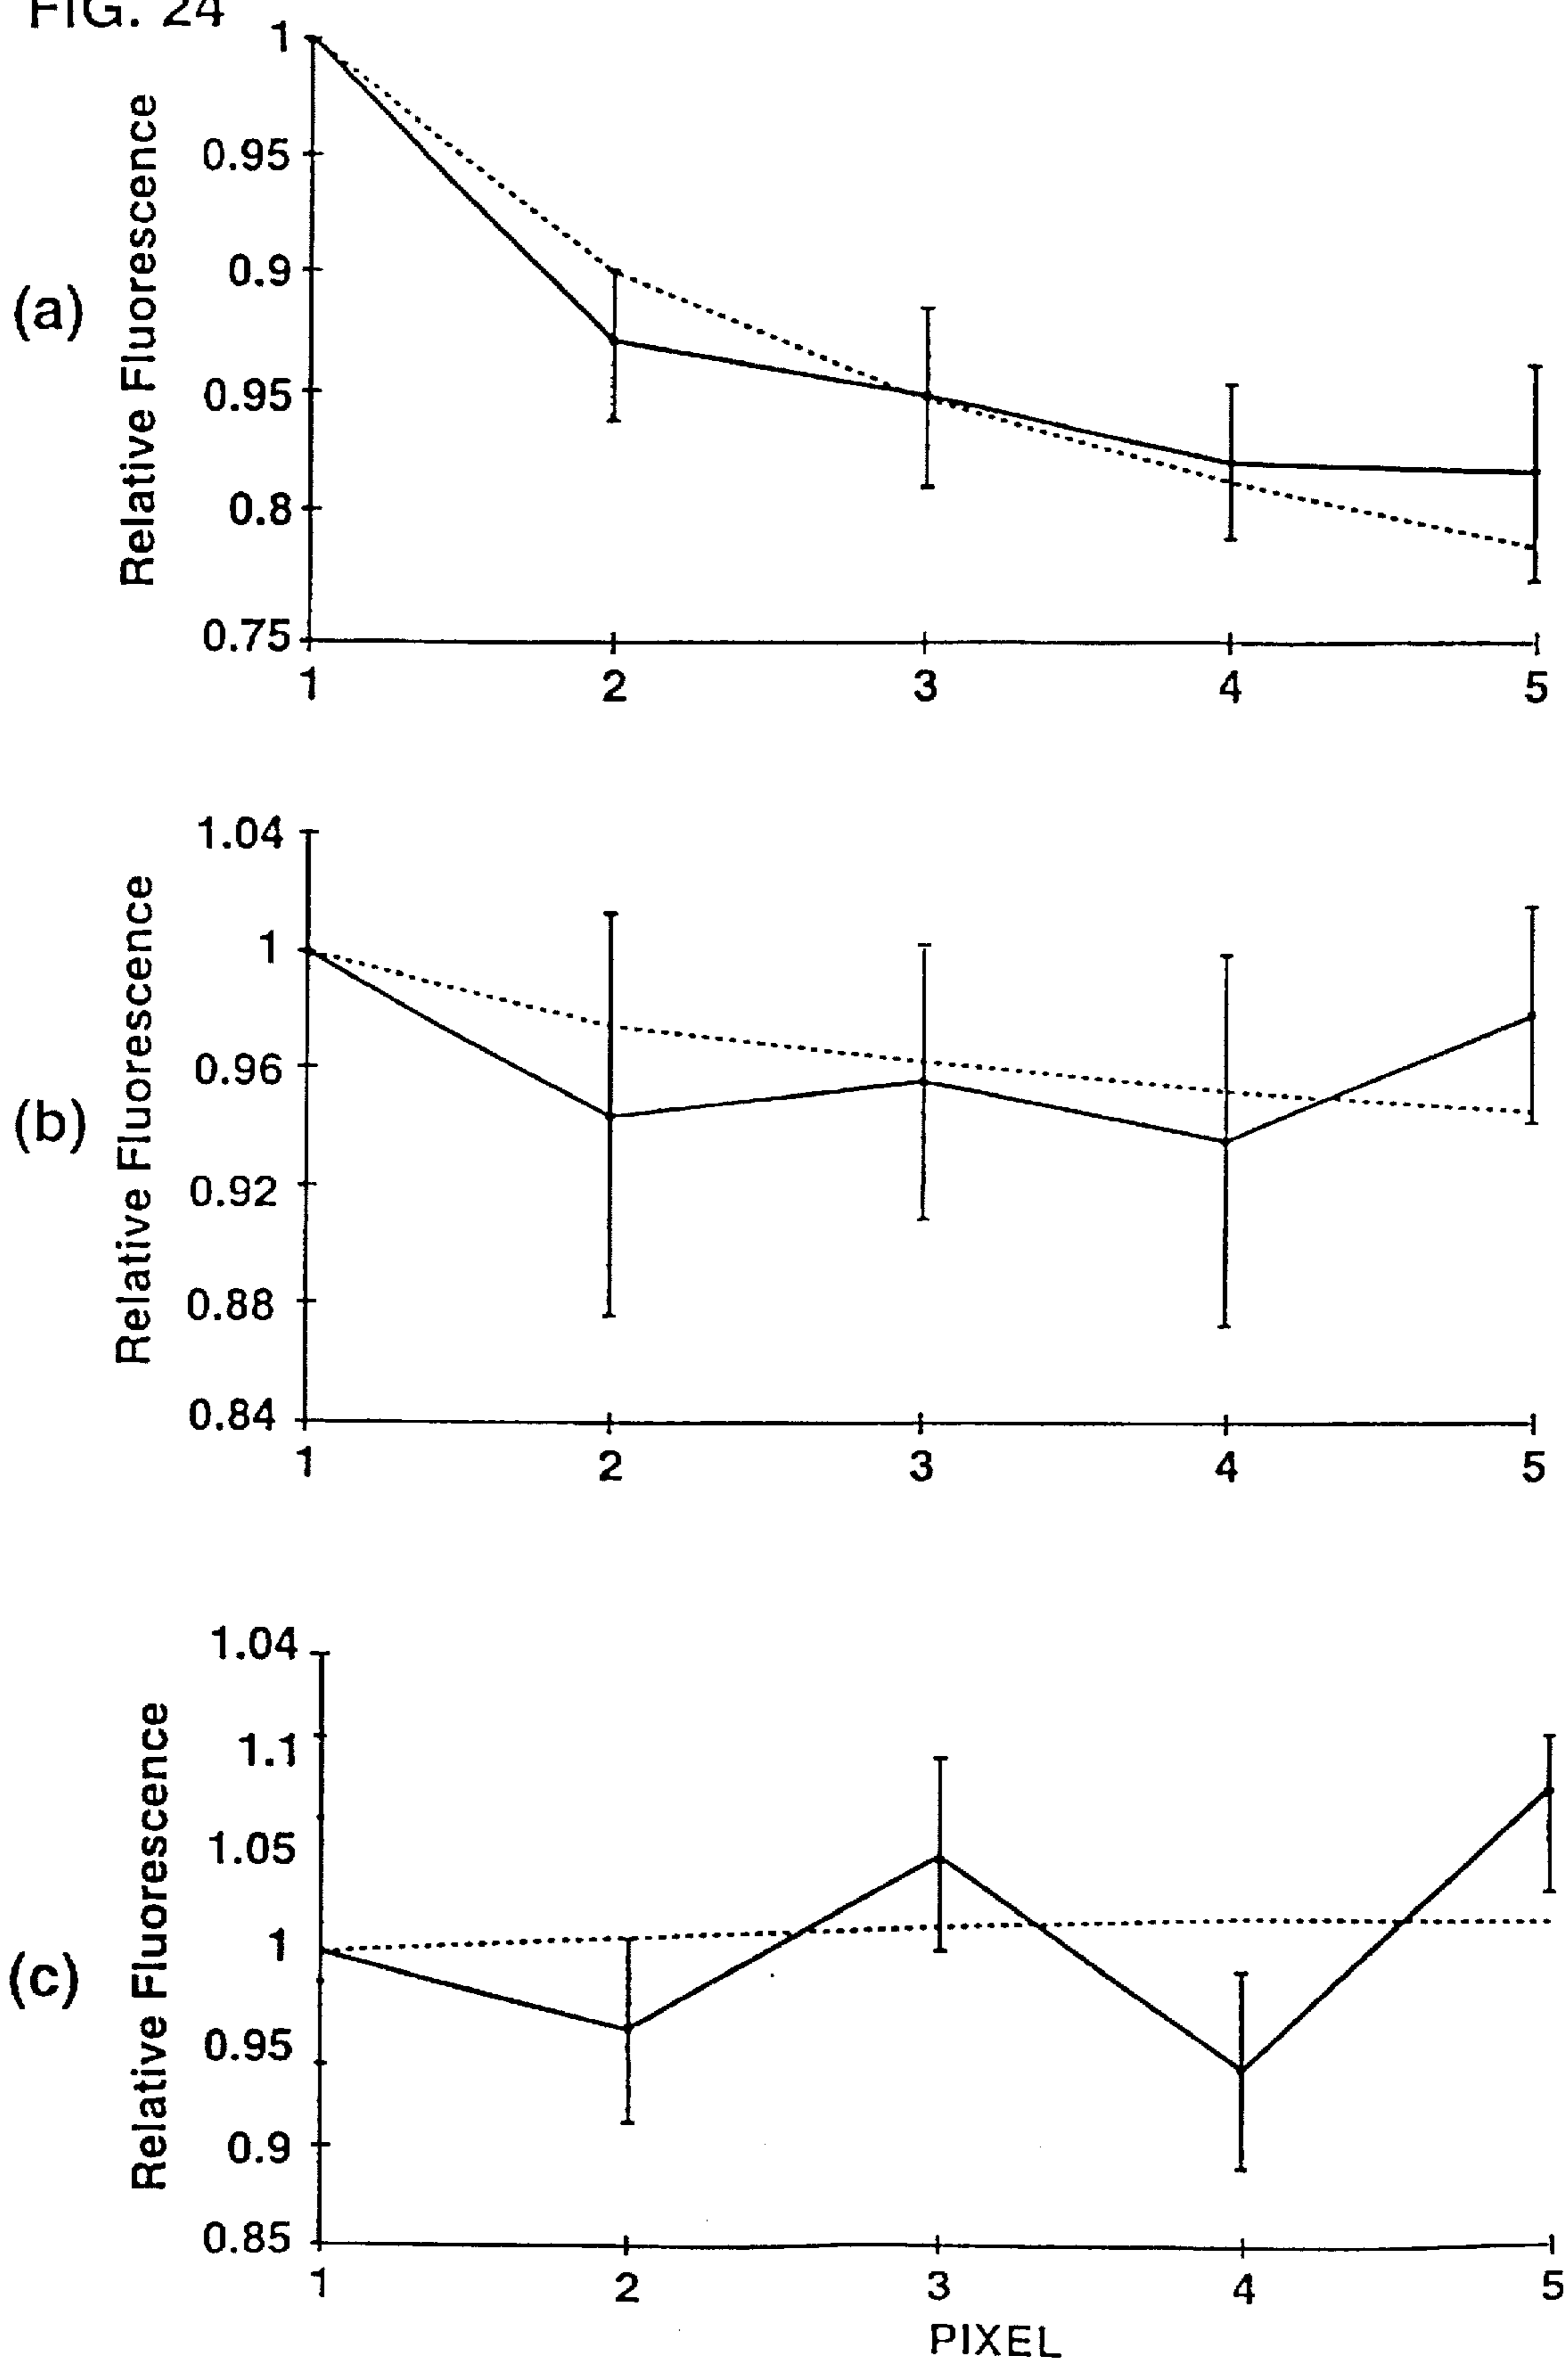 FIG. 24
(a)
Relative Fluorescence
1
0.95
0.9
0.95
0.8
0.75
1 2 3 4 5
(b)
Relative Fluorescence
1.04
1
0.96
0.92
0.88
0.84
1 2 3 4 5
(c)
Relative Fluorescence
1.04
1.1
1.05
1
0.95
0.9
0.85
1 2 3 4 5
PIXEL